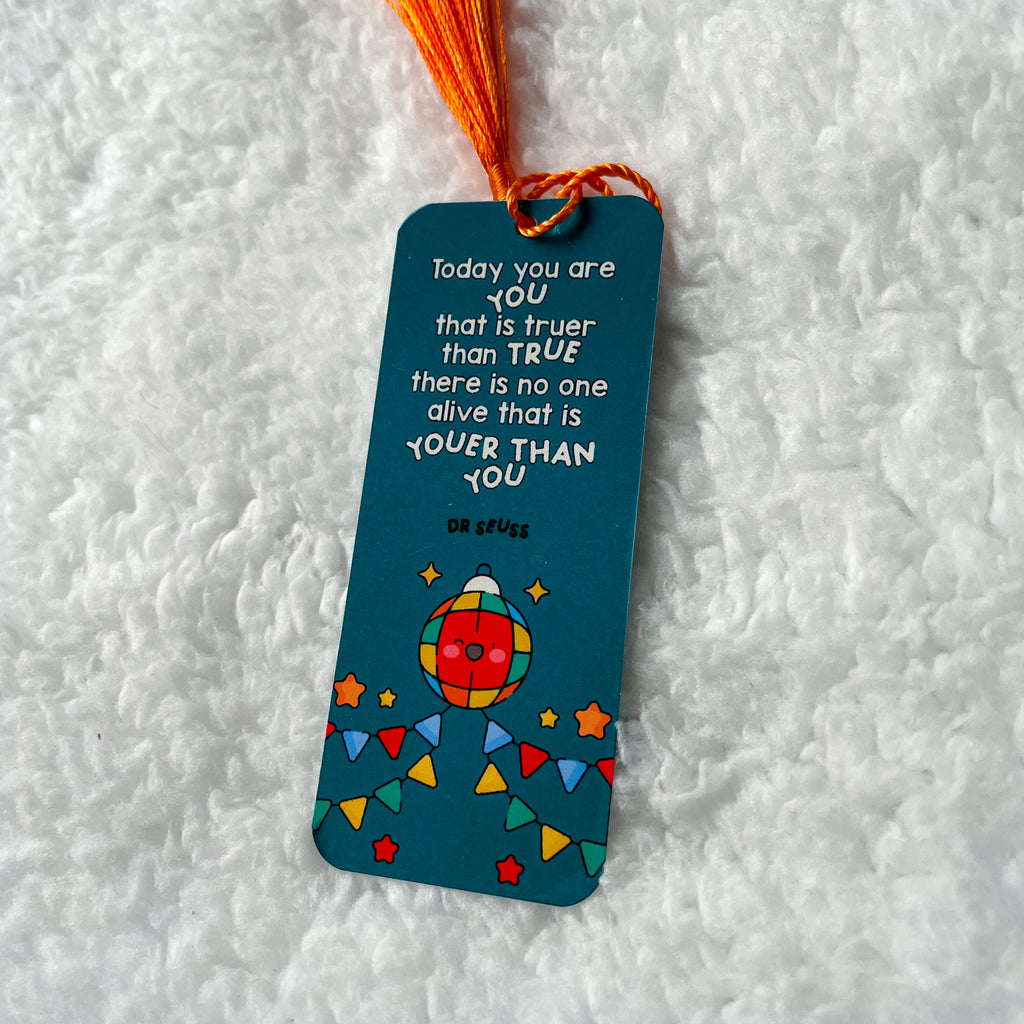 Today you are
YOU
that is truer
than TRUE
there is no one
alive that is
YOUER THAN
YOU
DR SEUSS